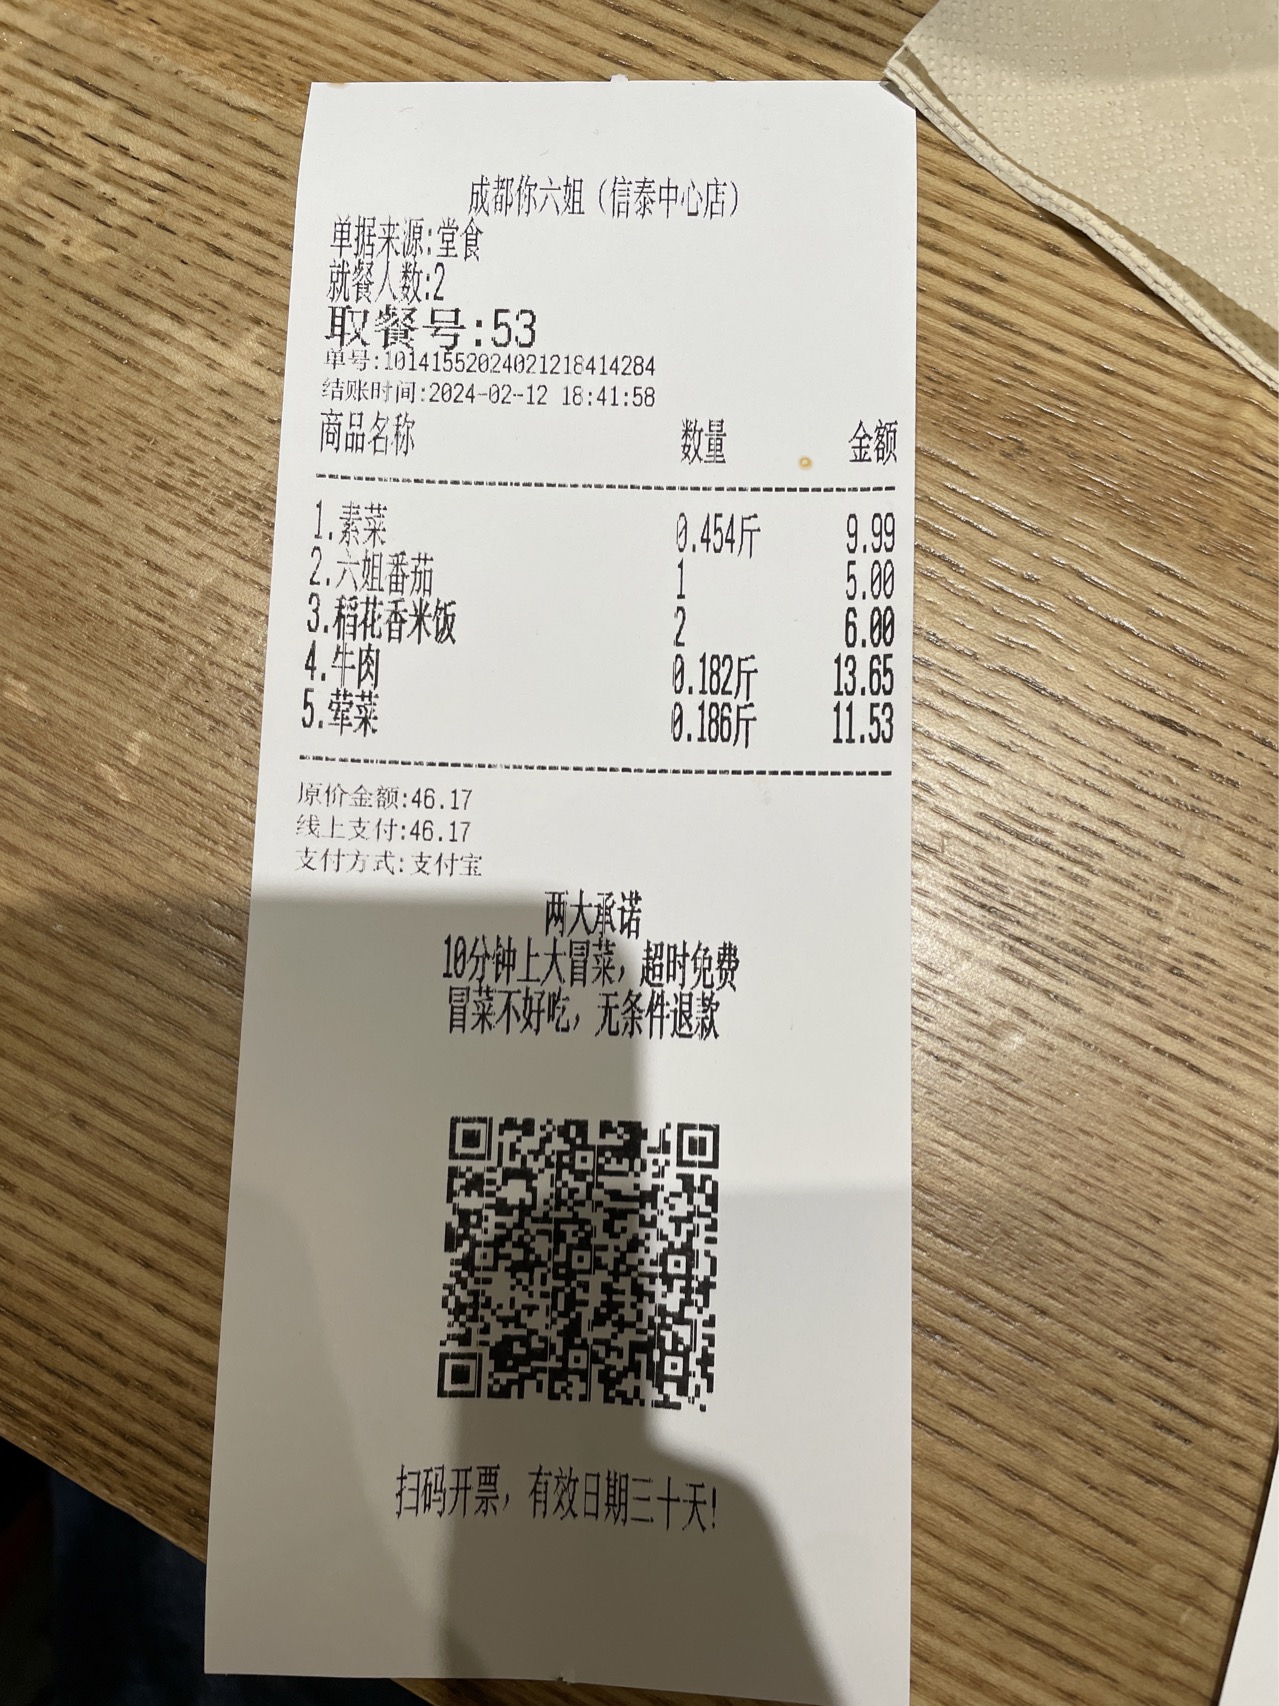 成都你六姐（信泰中心店）
单据来源:堂食
就餐人数:2
取餐号:53
单号:10141552024021218414284
结账时间:2024-02-12 18:41:58
商品名称 数量 金额
1.素菜 0.454斤 9.99
2.六姐番茄 1 5.00
3.稻花香米饭 2 6.00
4.牛肉 0.182斤 13.65
5.荤菜 0.186斤 11.53
原价金额:46.17
线上支付:46.17
支付方式:支付宝
两大承诺
10分钟上大冒菜，超时免费
冒菜不好吃，无条件退款
扫码开票，有效日期三十天!